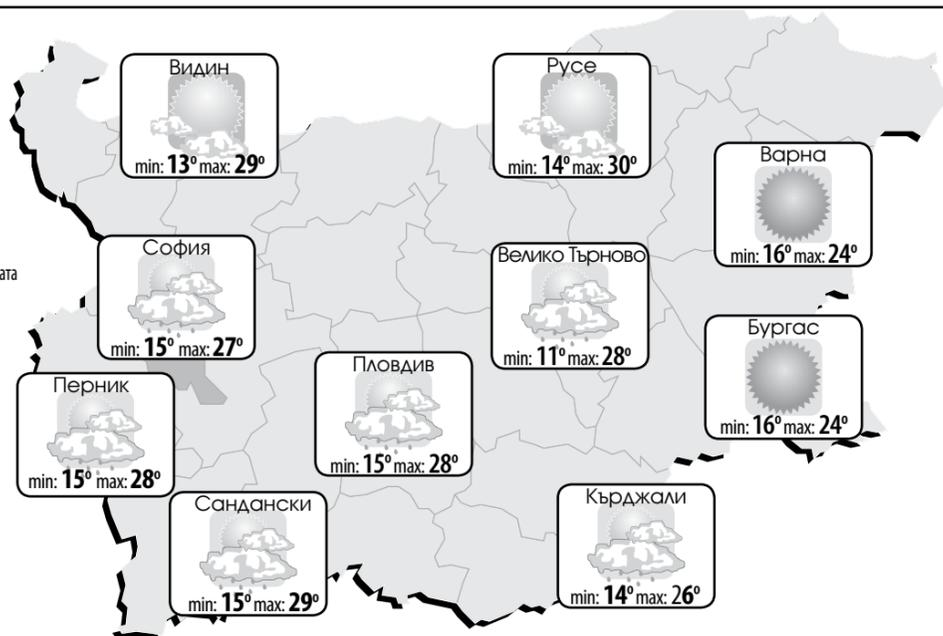 Видин
min: 13° max: 29°
Русе
min: 14° max: 30°
Варна
min: 16° max: 24°
София
min: 15° max: 27°
ата
Велико Търново
min: 11° max: 28°
Бургас
min: 16° max: 24°
Пловдив
min: 15° max: 28°
Перник
min: 15° max: 28°
Сандански
min: 15° max: 29°
Кърджали
min: 14° max: 26°